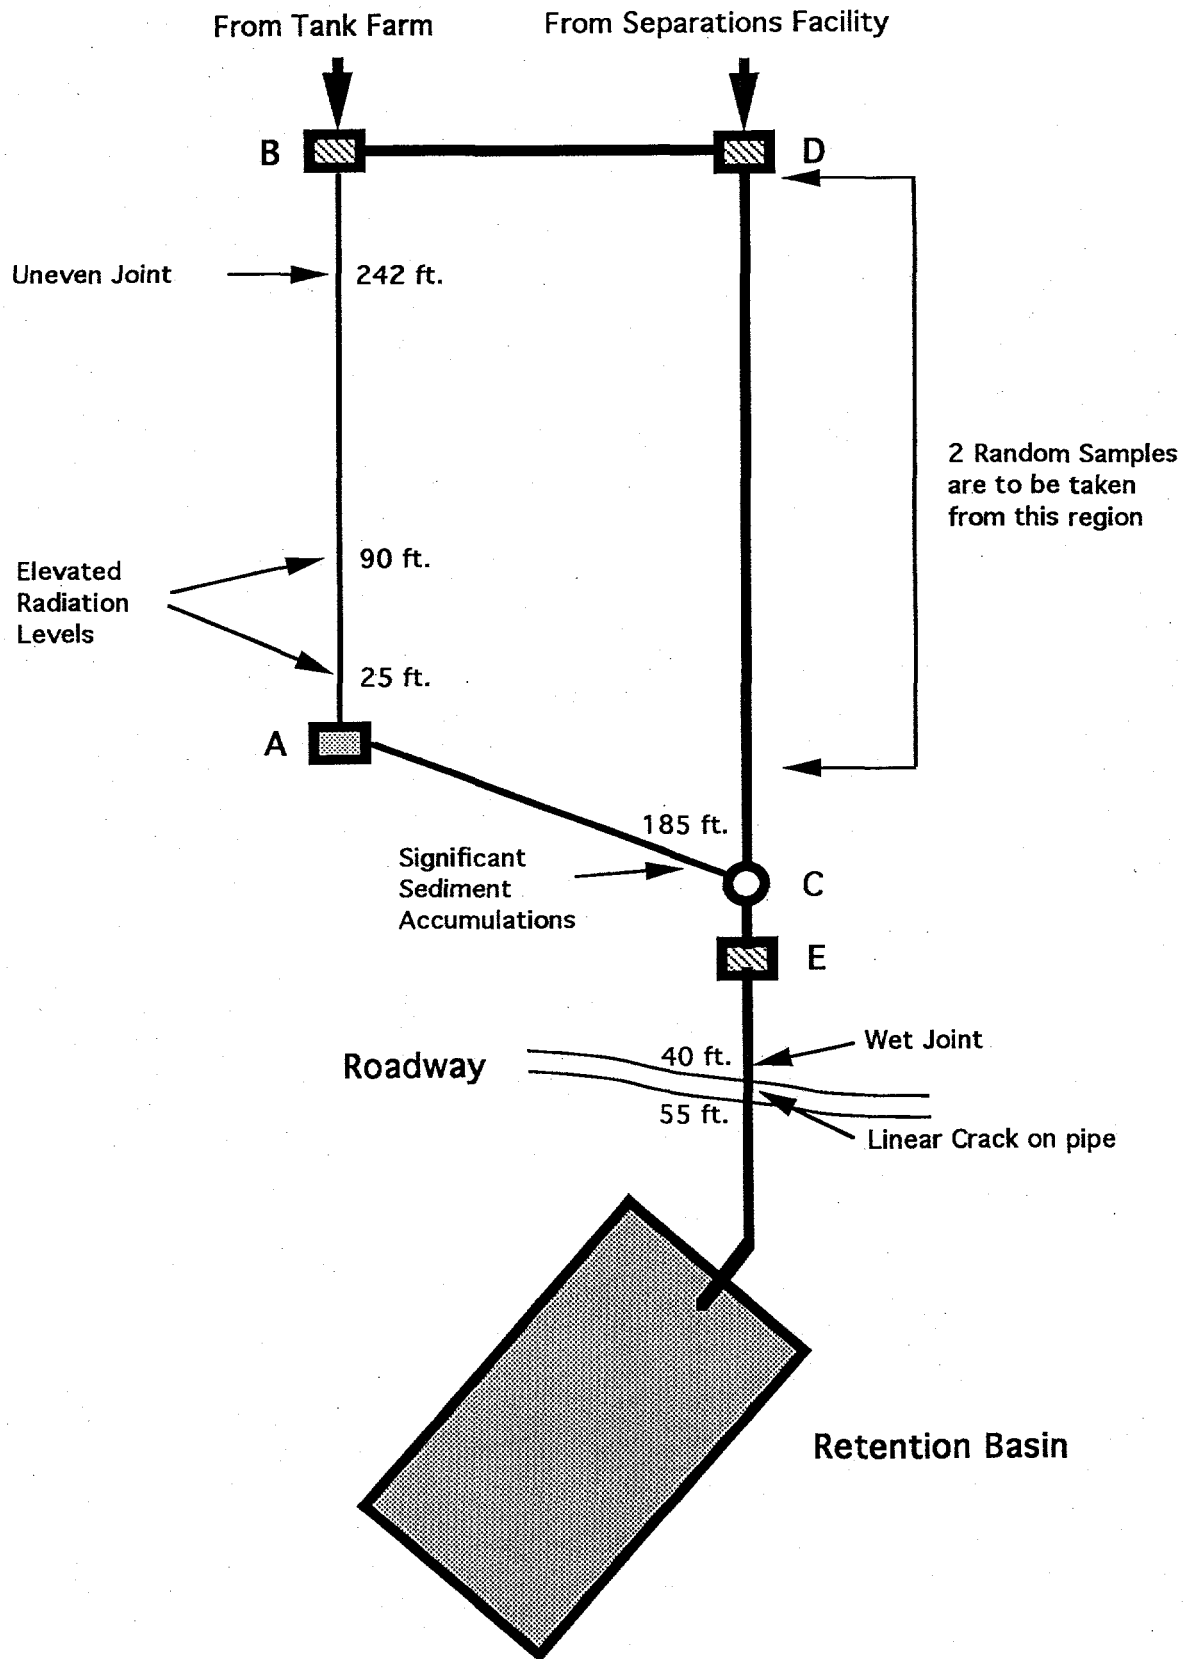 From Tank Farm
From Separations Facility
B
D
Uneven Joint
242 ft.
2 Random Samples
are to be taken
from this region
Elevated
Radiation
Levels
90 ft.
25 ft.
A
185 ft.
Significant
Sediment
Accumulations
C
E
Roadway
40 ft.
Wet Joint
55 ft.
Linear Crack on pipe
Retention Basin